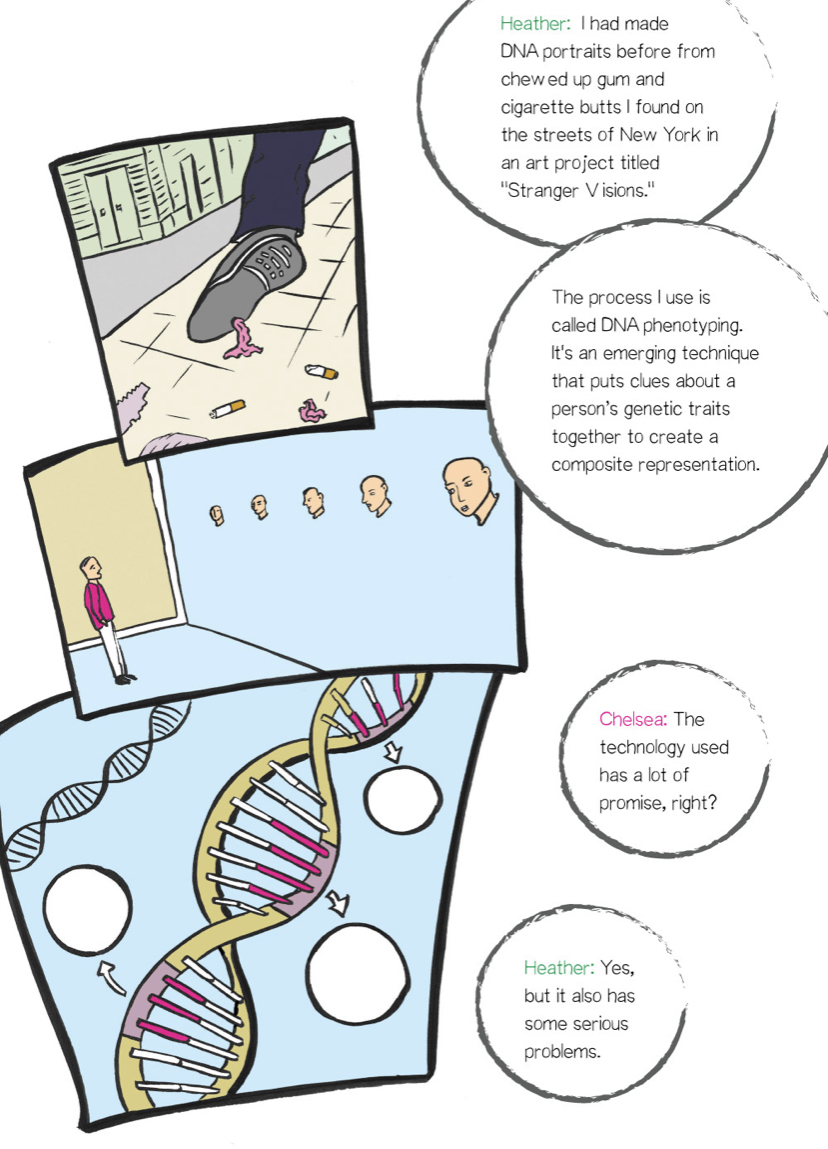 Heather: I had made
DNA portraits before from
chewed up gum and
cigarette butts I found on
the streets of New York in
an art project titled
"Stranger Visions."
The process I use is
called DNA phenotyping.
It's an emerging technique
that puts clues about a
person’s genetic traits
together to create a
composite representation.
Chelsea: The
technology used
has a lot of
promise, right?
Heather: Yes,
but it also has
some serious
problems.